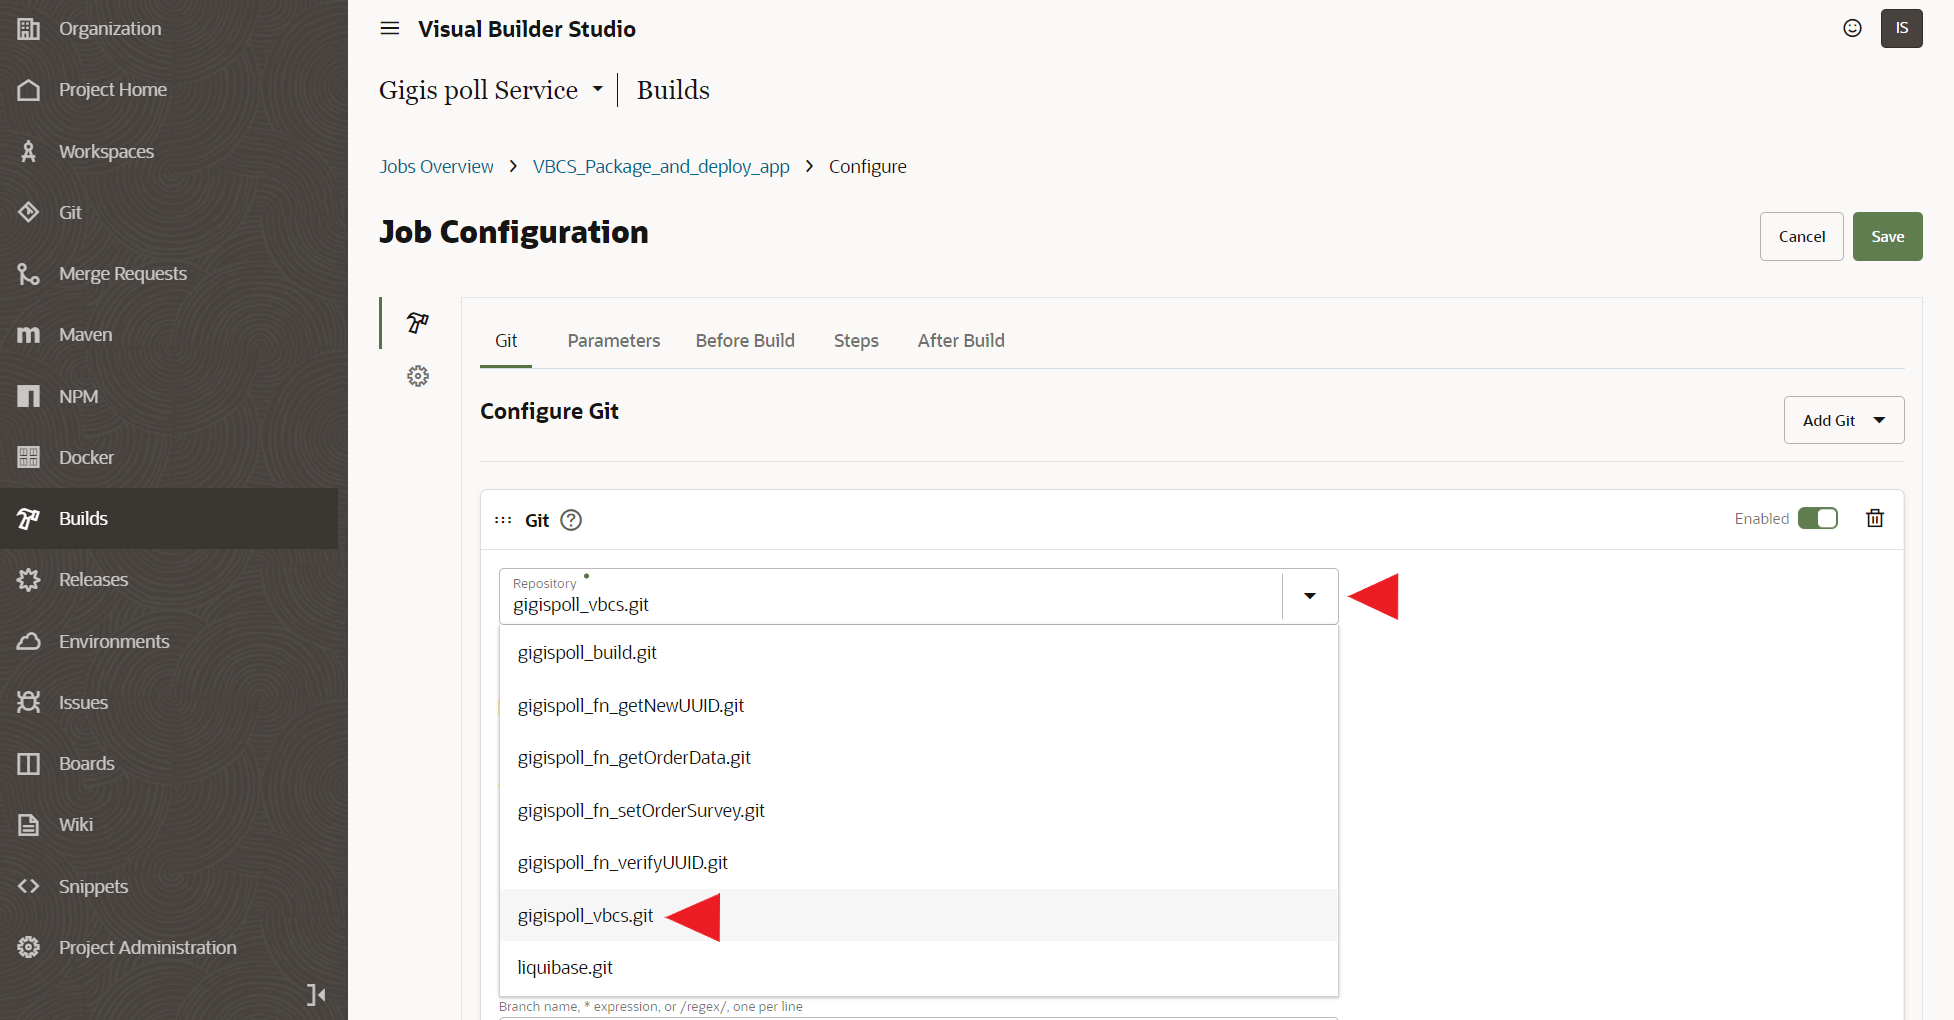 Organization
Project Home
Workspaces
Git
Merge Requests
Maven
NPM
Docker
Builds
Releases
Environments
Issues
Boards
Wiki
Snippets
Project Administration
Visual Builder Studio
IS
Gigis poll Service
Builds
Jobs Overview > VBCS_Package_and_deploy_app > Configure
Job Configuration
Cancel
Save
Git
Parameters
Before Build
Steps
After Build
Configure Git
Add Git
Git
Enabled
Repository
gigispoll_vbcs.git
gigispoll_build.git
gigispoll_fn_getNewUUID.git
gigispoll_fn_getOrderData.git
gigispoll_fn_setOrderSurvey.git
gigispoll_fn_verifyUUID.git
gigispoll_vbcs.git
liquibase.git
Branch name, * expression, or /regex/, one per line